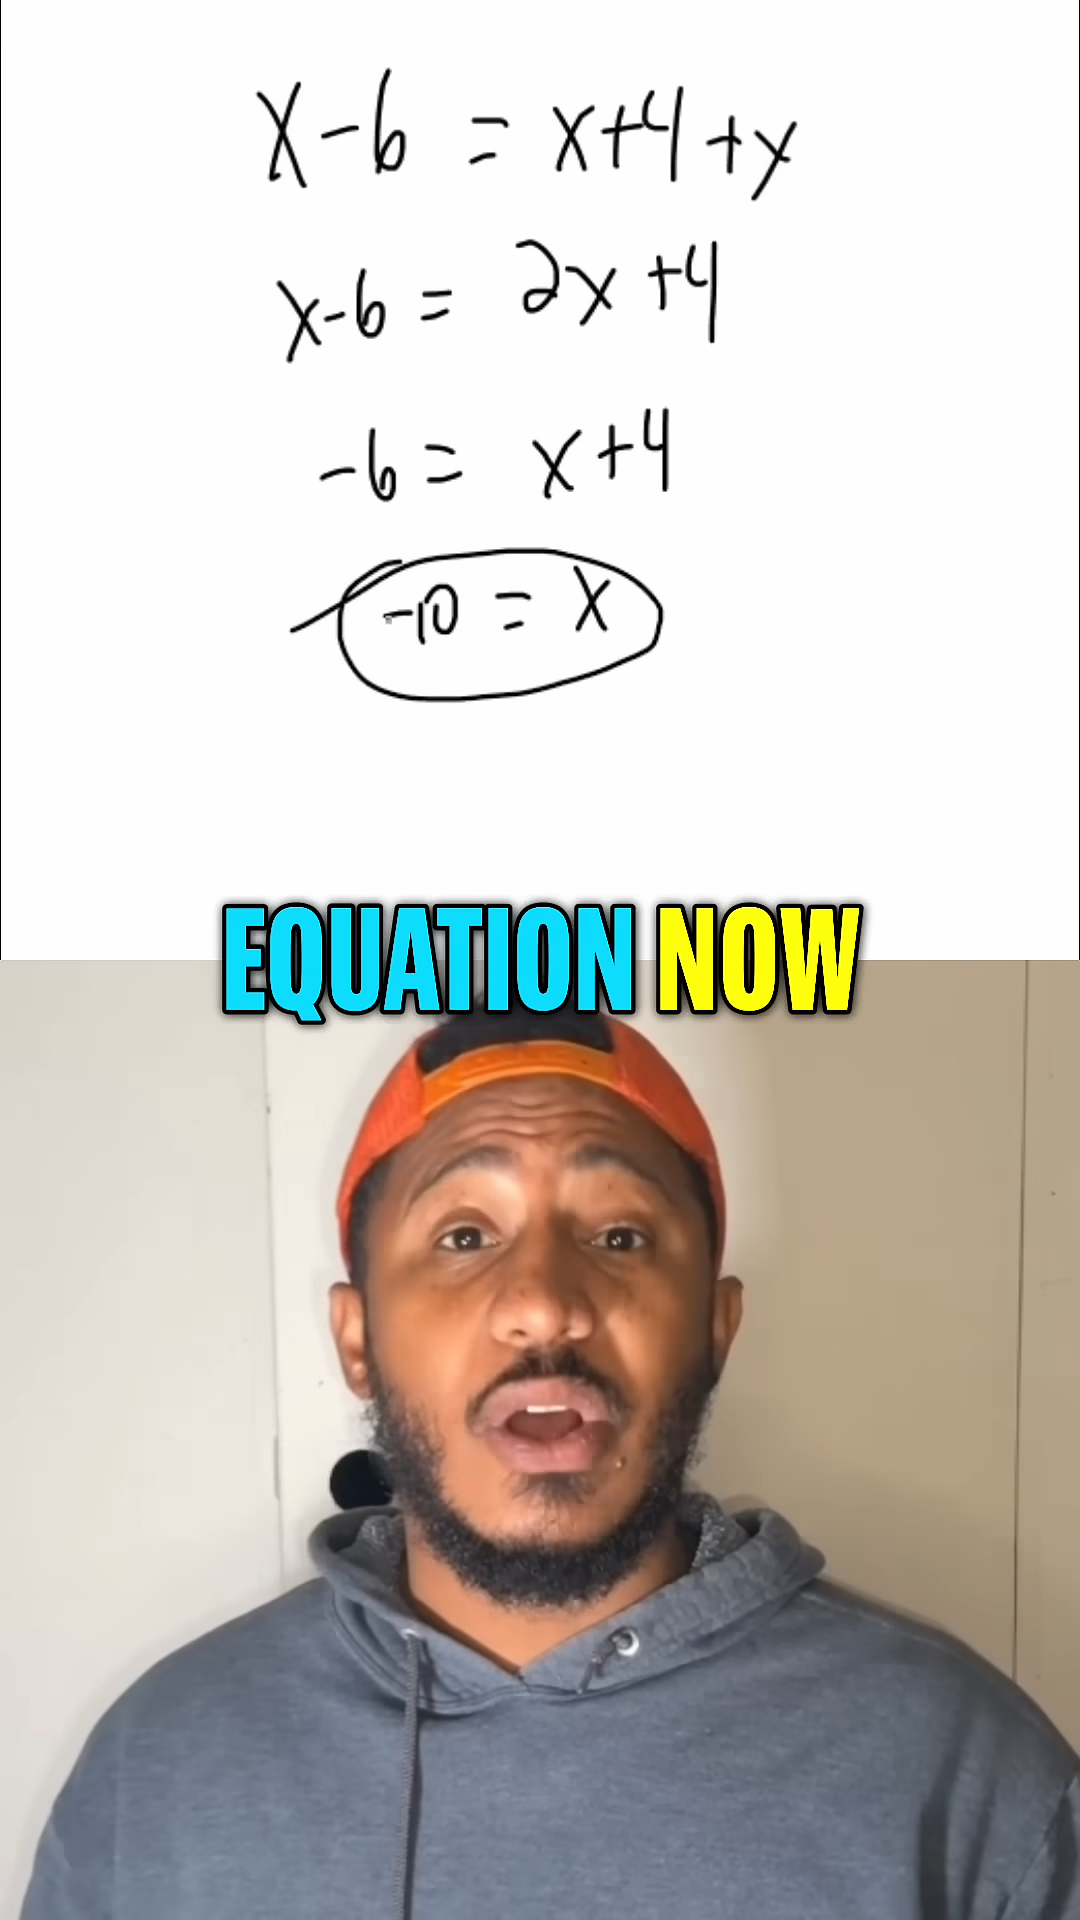 x-6 = x+4+x
x-6 = 2x+4
-6 = x+4
-10 = x
EQUATION NOW